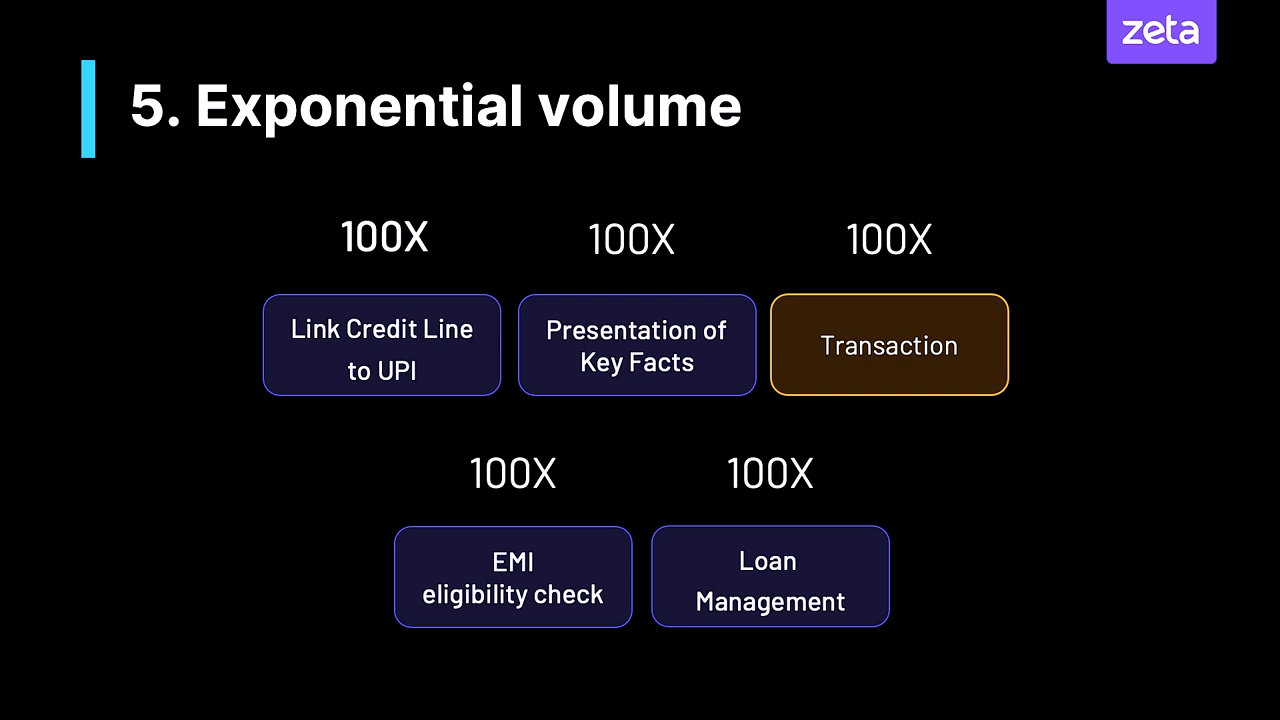 zeta
5. Exponential volume
100X
100X
100X
Link Credit Line
to UPI
Presentation of
Key Facts
Transaction
100X
100X
EMI
eligibility check
Loan
Management